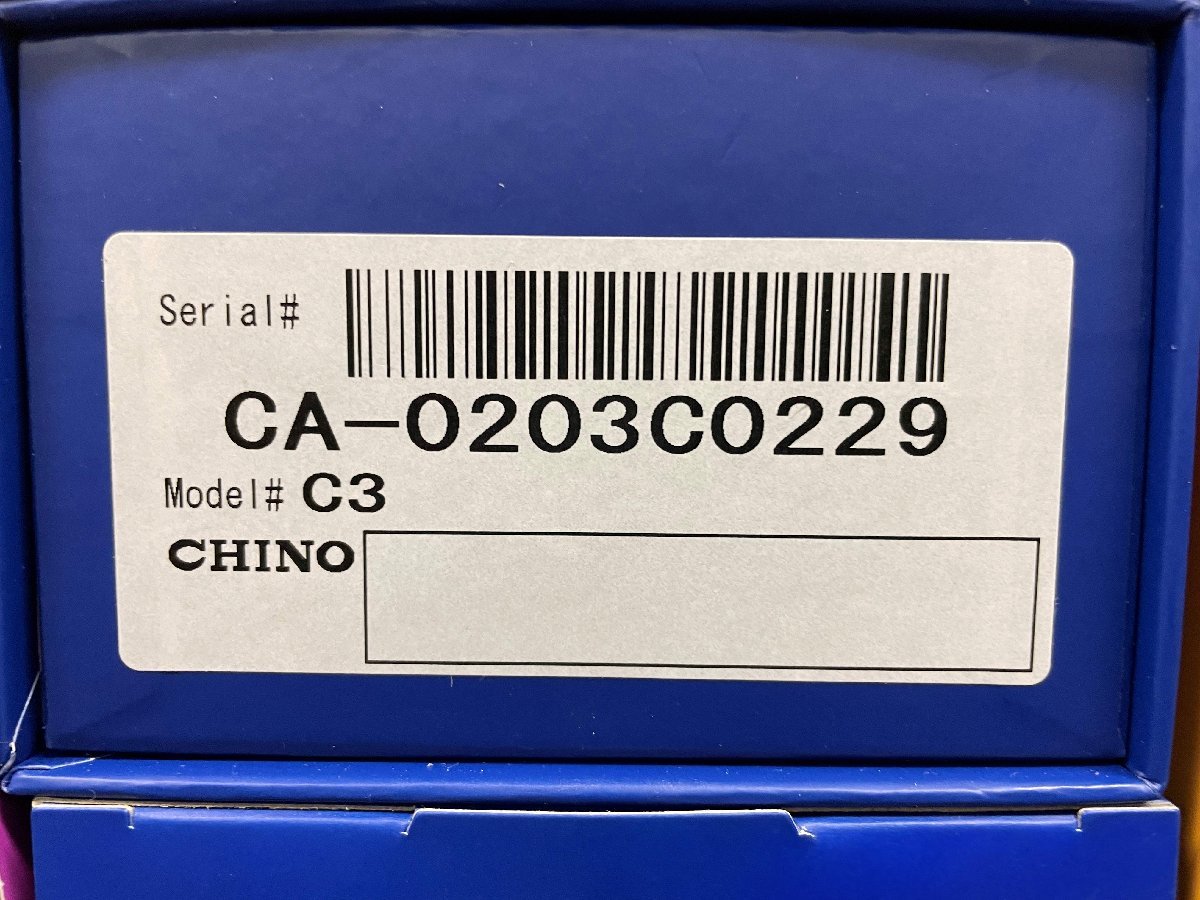 Serial#
CA-0203C0229
Model# C3
CHINO